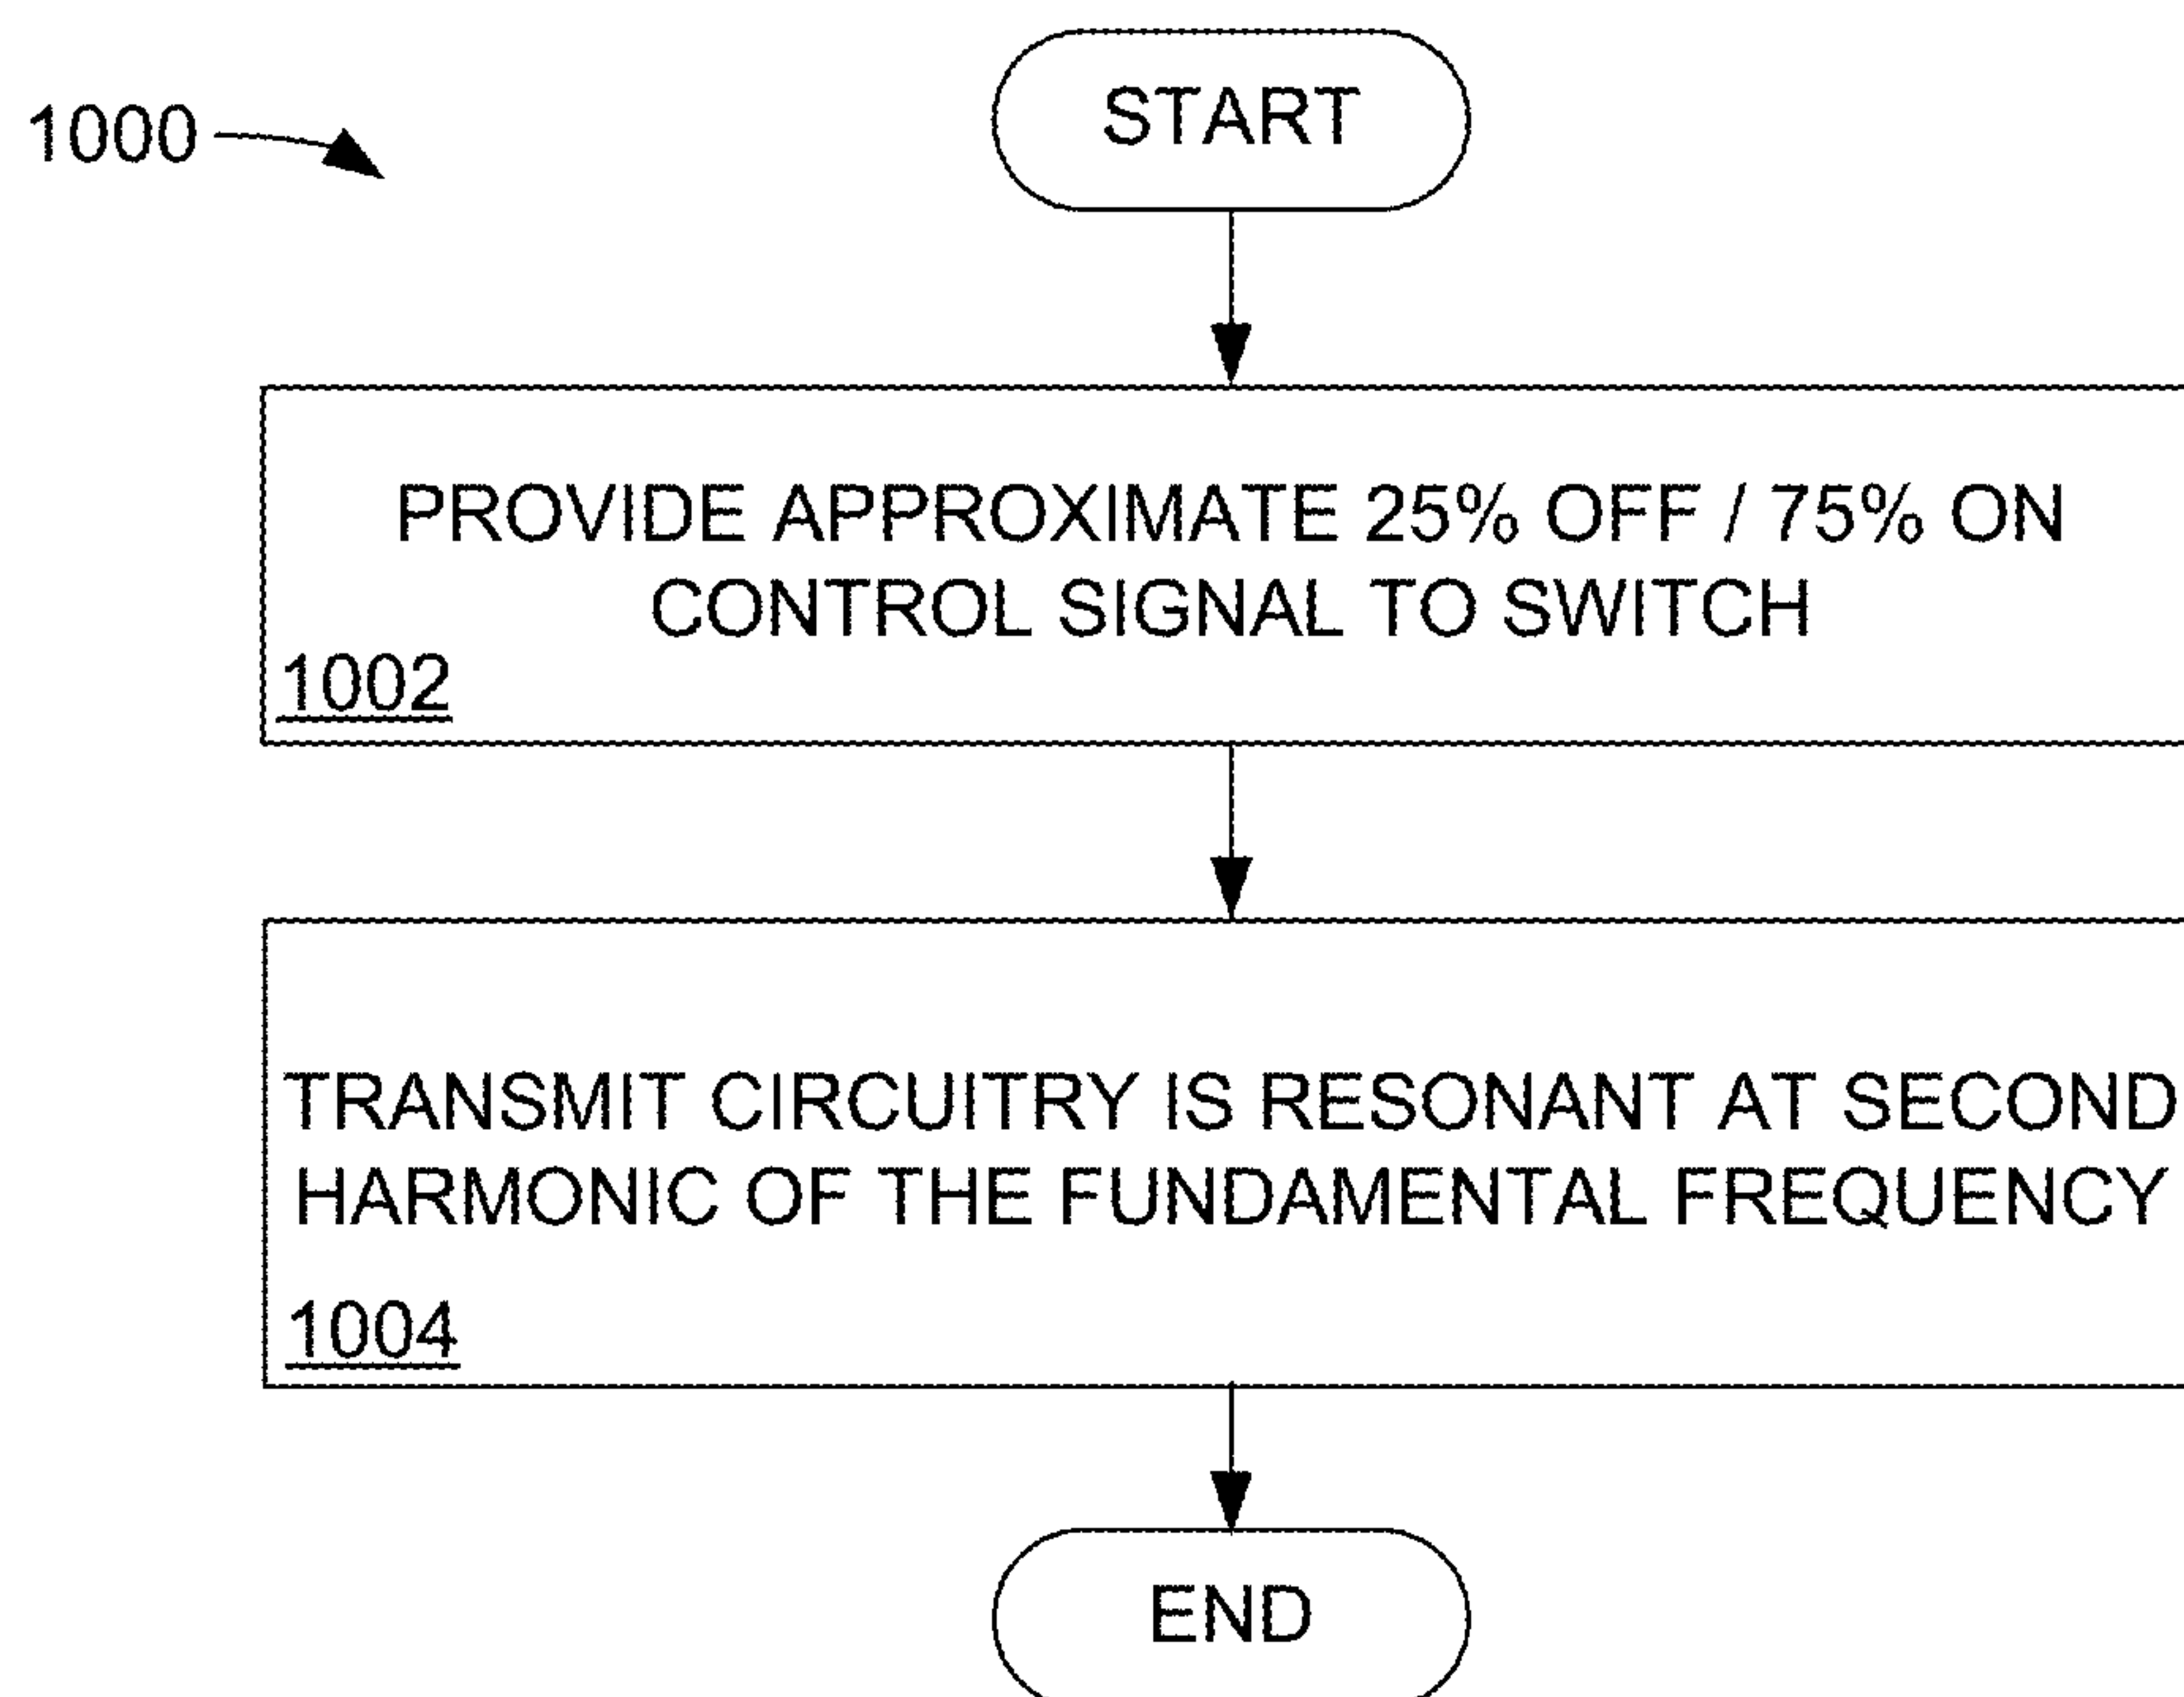 1000
START
PROVIDE APPROXIMATE 25% OFF / 75% ON
CONTROL SIGNAL TO SWITCH
1002
TRANSMIT CIRCUITRY IS RESONANT AT SECOND
HARMONIC OF THE FUNDAMENTAL FREQUENCY
1004
END